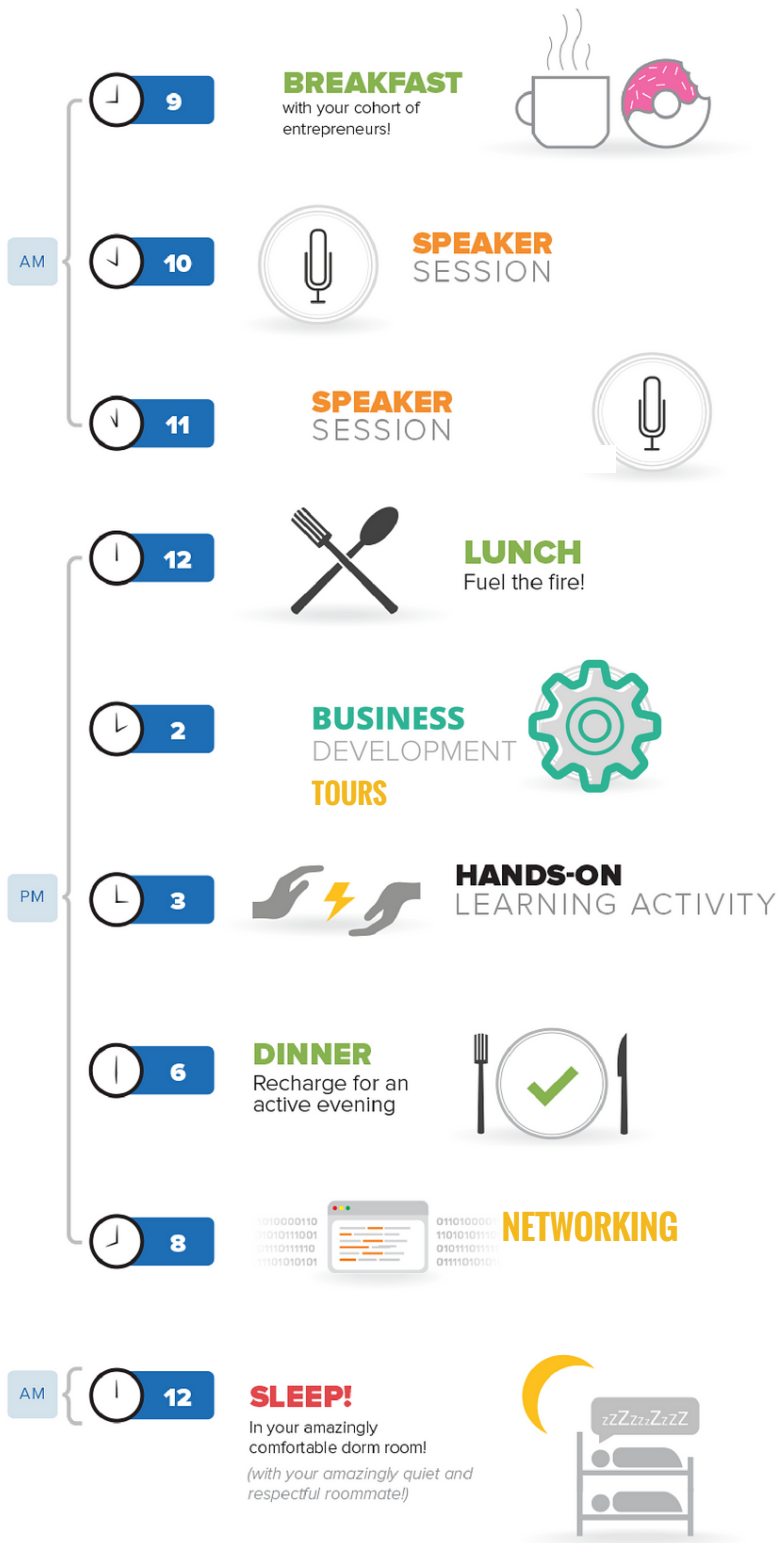 9
BREAKFAST
with your cohort of
entrepreneurs!
AM
10
SPEAKER
SESSION
11
SPEAKER
SESSION
12
LUNCH
Fuel the fire!
2
BUSINESS
DEVELOPMENT
TOURS
PM
3
HANDS-ON
LEARNING ACTIVITY
6
DINNER
Recharge for an
active evening
8
NETWORKING
AM
12
SLEEP!
In your amazingly
comfortable dorm room!
(with your amazingly quiet and
respectful roommate!)
zzZzzzZzzZ